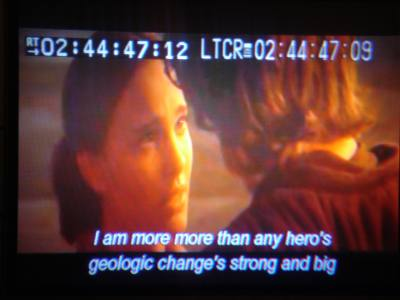 RT→02:44:47:12 LTCR≡02:44:47:09
I am more more than any hero's
geologic change's strong and big